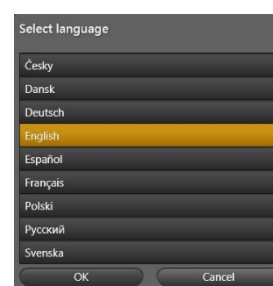 Select language
Česky
Dansk
Deutsch
English
Español
Français
Polski
Русский
Svenska
OK Cancel